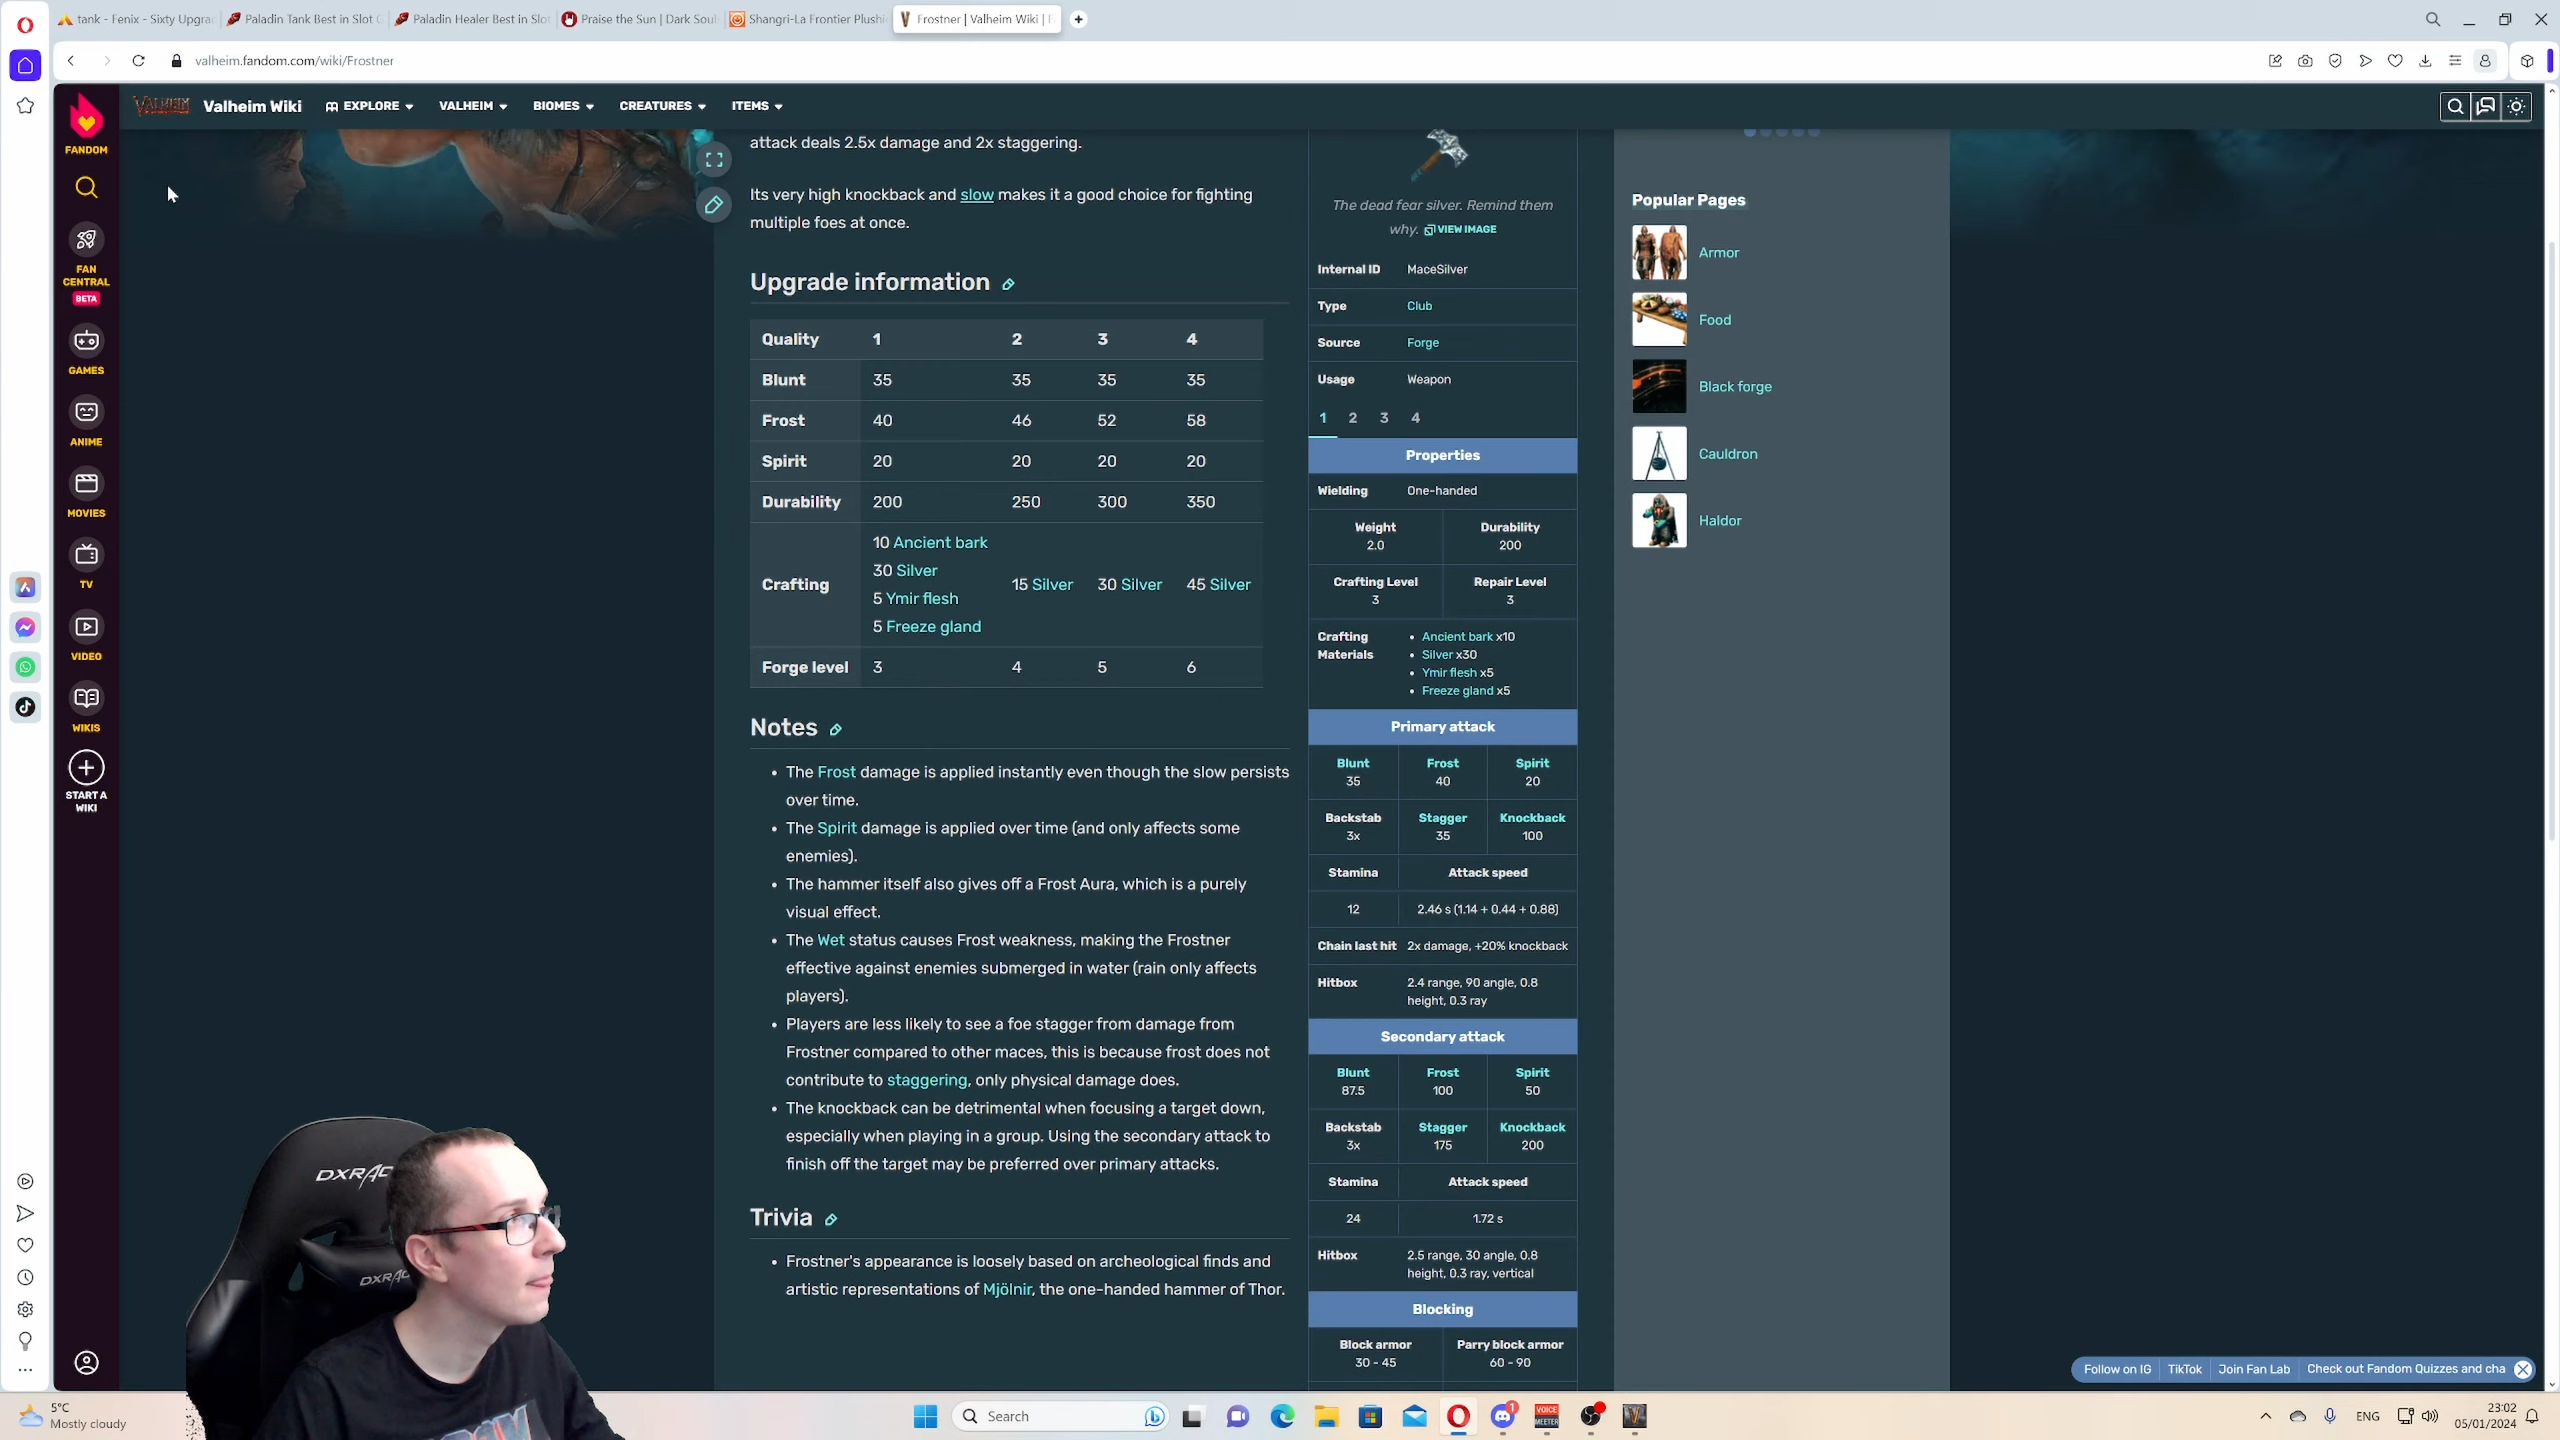 tank - Fenix - Sixty Upgrad
Paladin Tank Best in Slot
Paladin Healer Best in Slot
Praise the Sun | Dark Soul
Shangri-La Frontier Plushie
Frostner | Valheim Wiki |
valheim.fandom.com/wiki/Frostner
FANDOM
Valheim Wiki
EXPLORE
VALHEIM
BIOMES
CREATURES
ITEMS
FAN CENTRAL
BETA
GAMES
ANIME
MOVIES
TV
VIDEO
WIKIS
START A WIKI
attack deals 2.5x damage and 2x staggering.
Its very high knockback and slow makes it a good choice for fighting
multiple foes at once.
Upgrade information
Quality 1 2 3 4
Blunt 35 35 35 35
Frost 40 46 52 58
Spirit 20 20 20 20
Durability 200 250 300 350
Crafting
10 Ancient bark
30 Silver
5 Ymir flesh
5 Freeze gland
15 Silver 30 Silver 45 Silver
Forge level 3 4 5 6
Notes
• The Frost damage is applied instantly even though the slow persists
over time.
• The Spirit damage is applied over time (and only affects some
enemies).
• The hammer itself also gives off a Frost Aura, which is a purely
visual effect.
• The Wet status causes Frost weakness, making the Frostner
effective against enemies submerged in water (rain only affects
players).
• Players are less likely to see a foe stagger from damage from
Frostner compared to other maces, this is because frost does not
contribute to staggering, only physical damage does.
• The knockback can be detrimental when focusing a target down,
especially when playing in a group. Using the secondary attack to
finish off the target may be preferred over primary attacks.
Trivia
• Frostner's appearance is loosely based on archeological finds and
artistic representations of Mjölnir, the one-handed hammer of Thor.
The dead fear silver. Remind them
why. VIEW IMAGE
Internal ID MaceSilver
Type Club
Source Forge
Usage Weapon
1 2 3 4
Properties
Wielding One-handed
Weight Durability
2.0 200
Crafting Level Repair Level
3 3
Crafting Materials
• Ancient bark x10
• Silver x30
• Ymir flesh x5
• Freeze gland x5
Primary attack
Blunt Frost Spirit
35 40 20
Backstab Stagger Knockback
3x 35 100
Stamina Attack speed
12 2.46 s (1.14 + 0.44 + 0.88)
Chain last hit 2x damage, +20% knockback
Hitbox 2.4 range, 90 angle, 0.8
height, 0.3 ray
Secondary attack
Blunt Frost Spirit
87.5 100 50
Backstab Stagger Knockback
3x 175 200
Stamina Attack speed
24 1.72 s
Hitbox 2.5 range, 30 angle, 0.8
height, 0.3 ray, vertical
Blocking
Block armor Parry block armor
30 - 45 60 - 90
Popular Pages
Armor
Food
Black forge
Cauldron
Haldor
DXRAC
DXRAC
Follow on IG TikTok Join Fan Lab Check out Fandom Quizzes and cha
5°C
Mostly cloudy
Search
VOICE
MEETER
1
ENG
23:02
05/01/2024